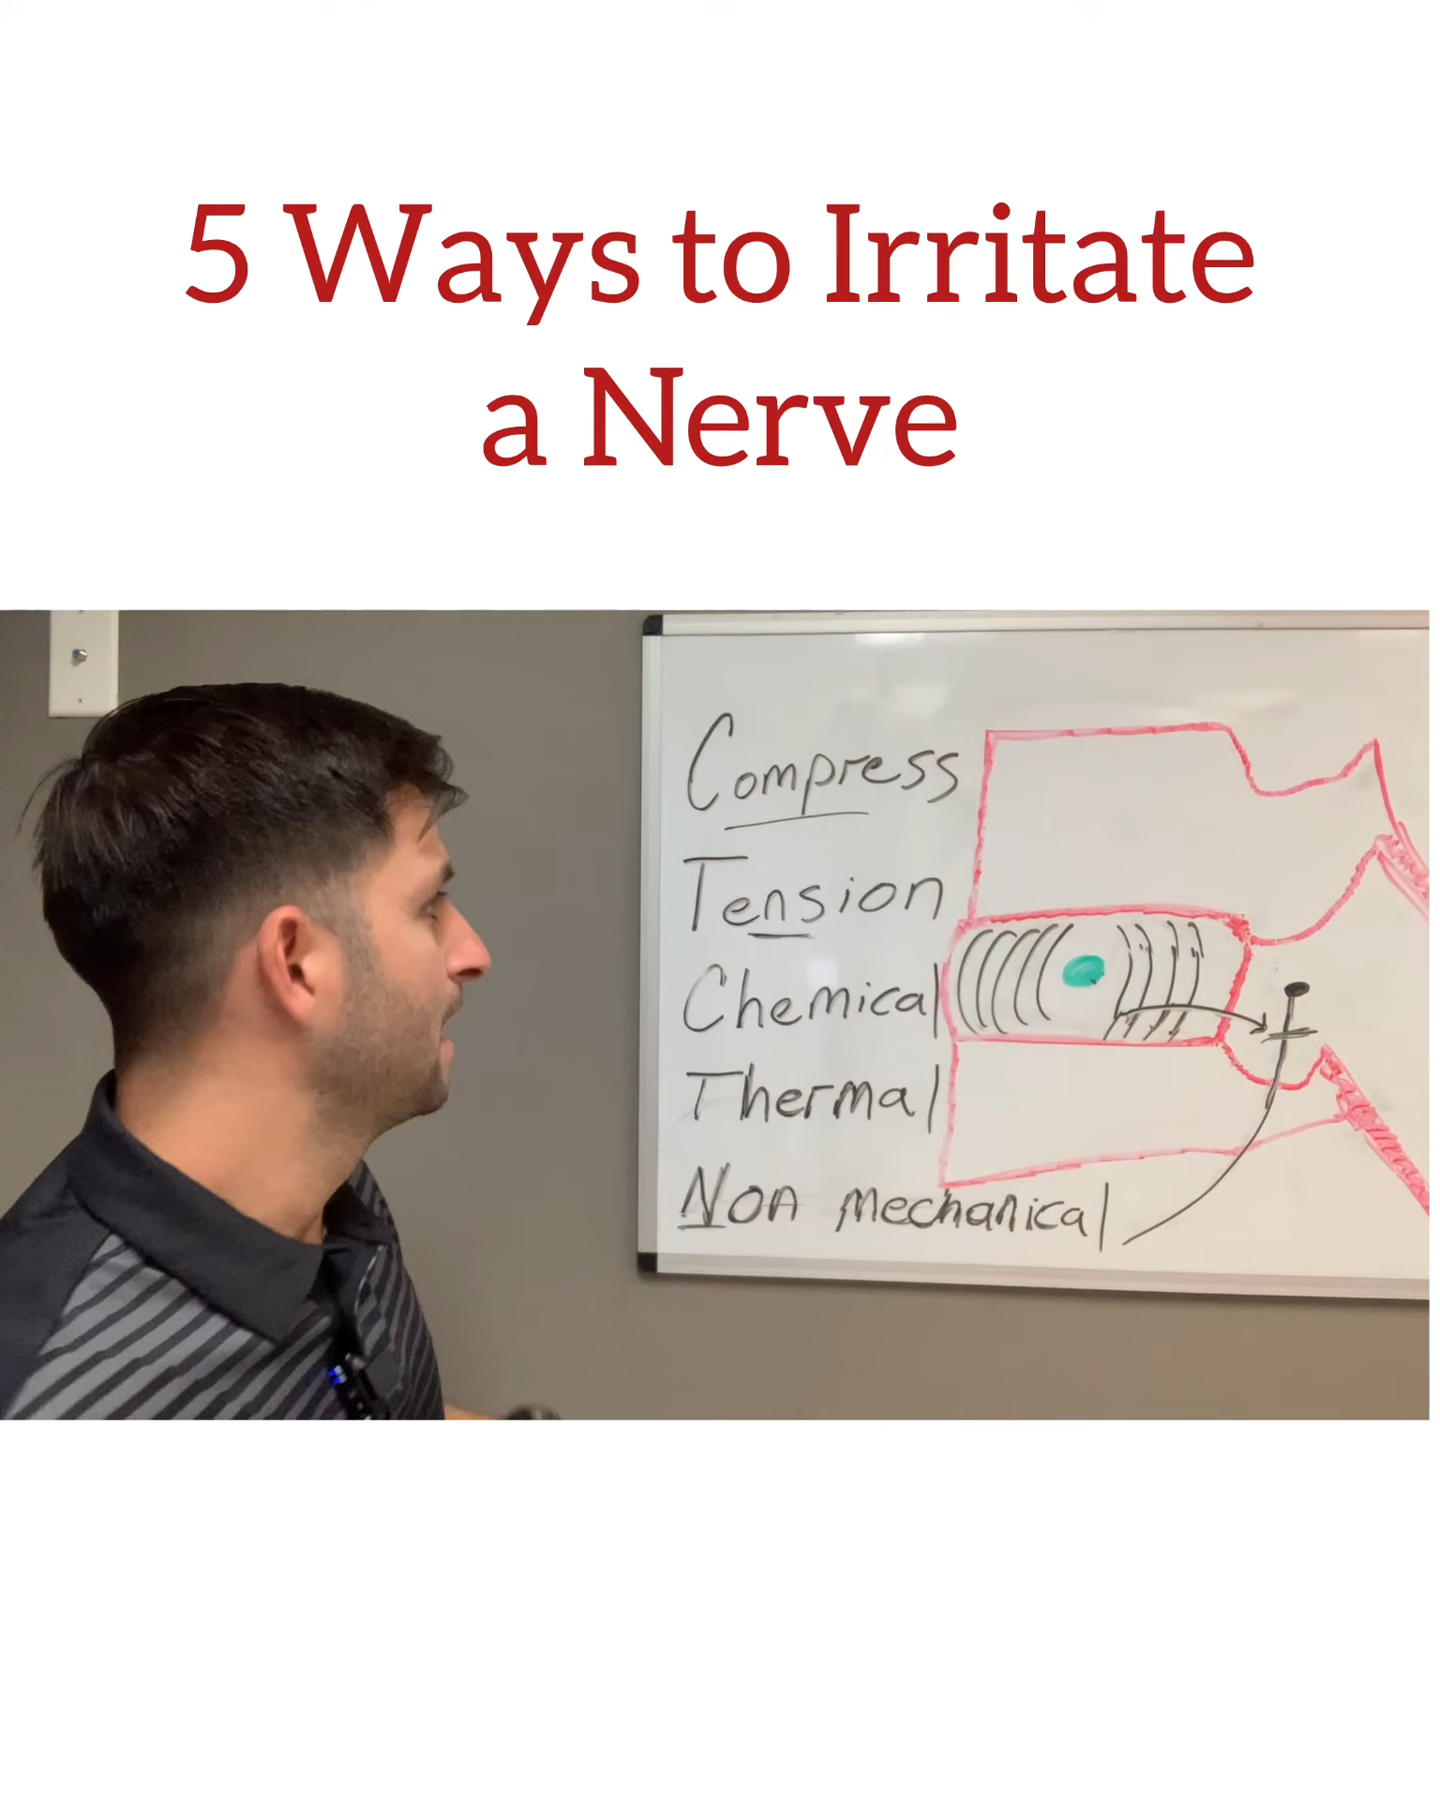 5 Ways to Irritate
a Nerve
Compress
Tension
Chemical
Thermal
Non mechanical